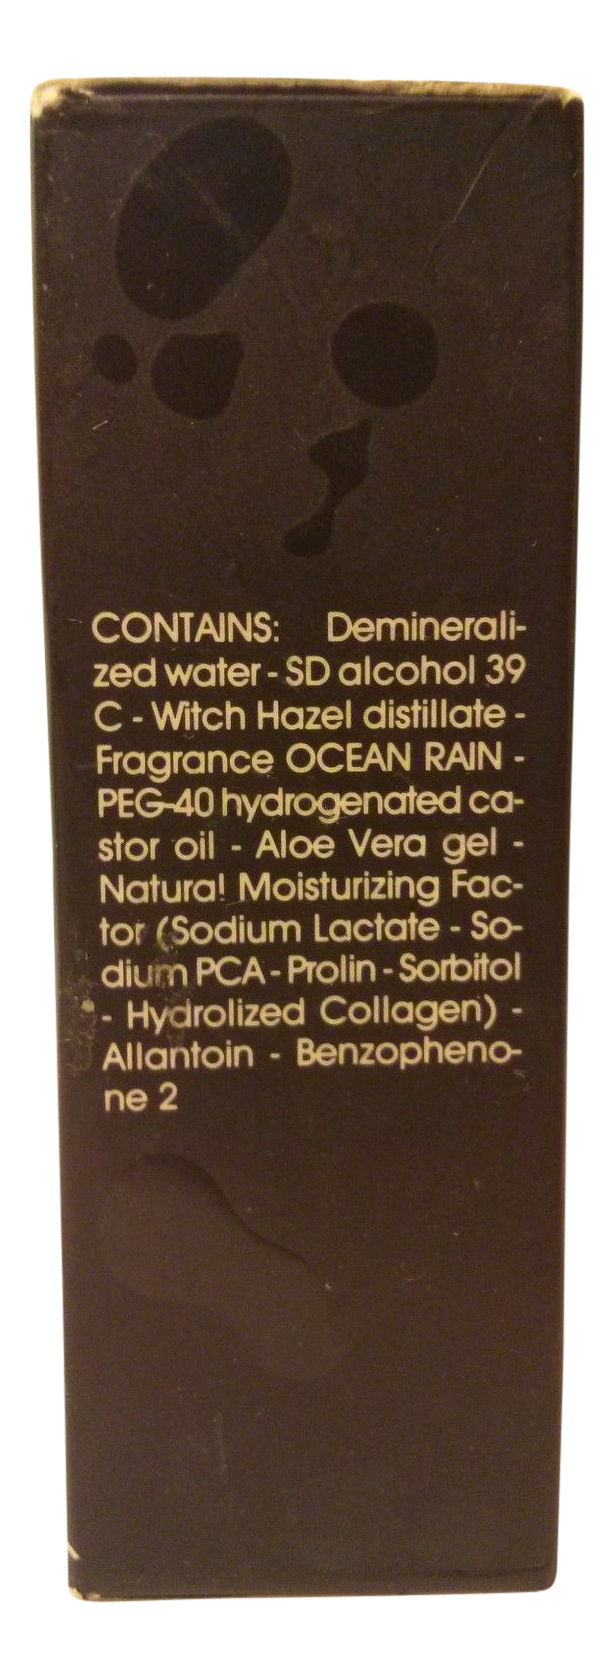 CONTAINS: Deminerali-
zed water - SD alcohol 39
C - Witch Hazel distillate -
Fragrance OCEAN RAIN -
PEG-40 hydrogenated ca-
stor oil - Aloe Vera gel -
Natural Moisturizing Fac-
tor (Sodium Lactate - So-
dium PCA - Prolin - Sorbitol
- Hydrolized Collagen) -
Allantoin - Benzopheno-
ne 2